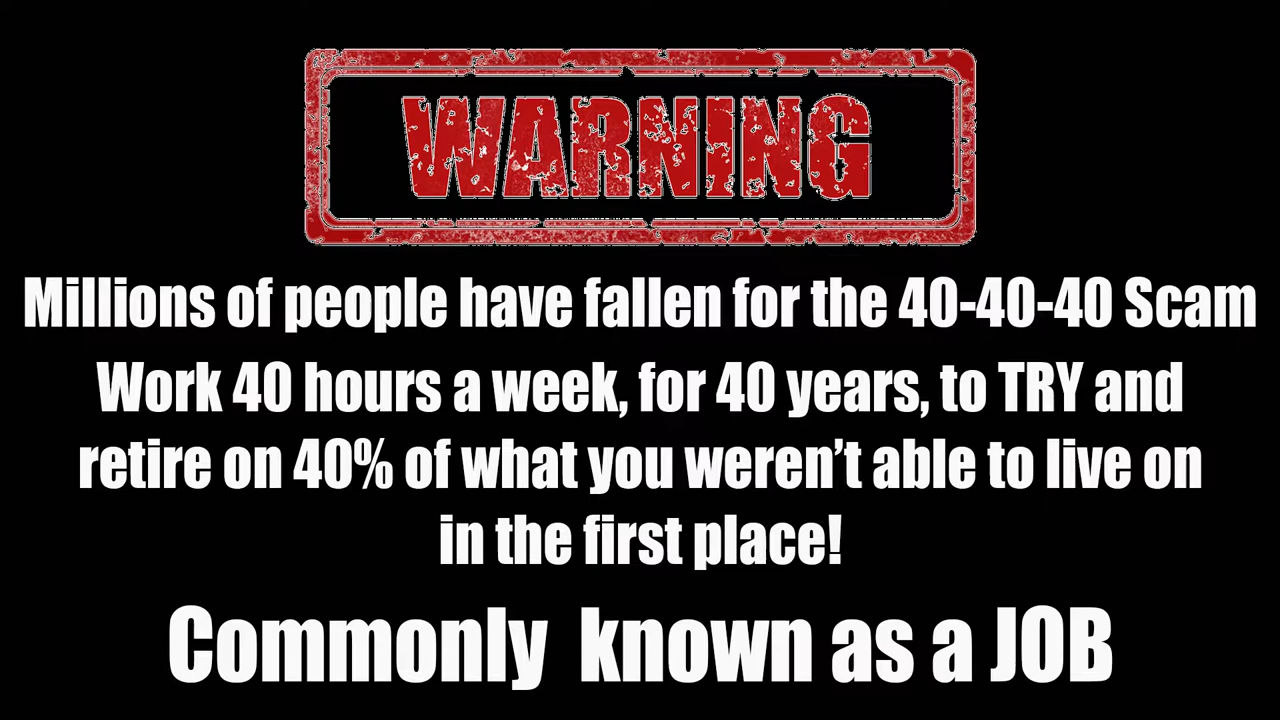 WARNING
Millions of people have fallen for the 40-40-40 Scam
Work 40 hours a week, for 40 years, to TRY and
retire on 40% of what you weren’t able to live on
in the first place!
Commonly known as a JOB